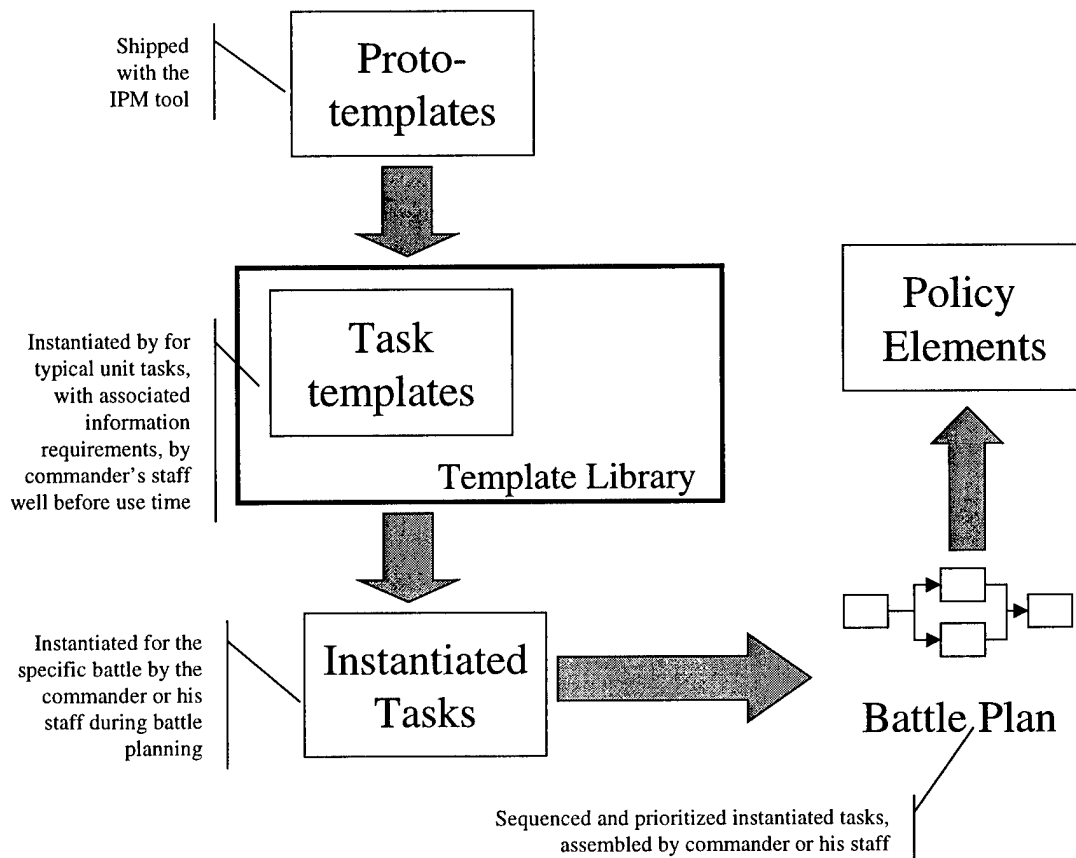 Shipped
with the
IPM tool
Proto-
templates
Instantiated by for
typical unit tasks,
with associated
information
requirements, by
commander's staff
well before use time
Task
templates
Template Library
Policy
Elements
Instantiated for the
specific battle by the
commander or his
staff during battle
planning
Instantiated
Tasks
Battle Plan
Sequenced and prioritized instantiated tasks,
assembled by commander or his staff